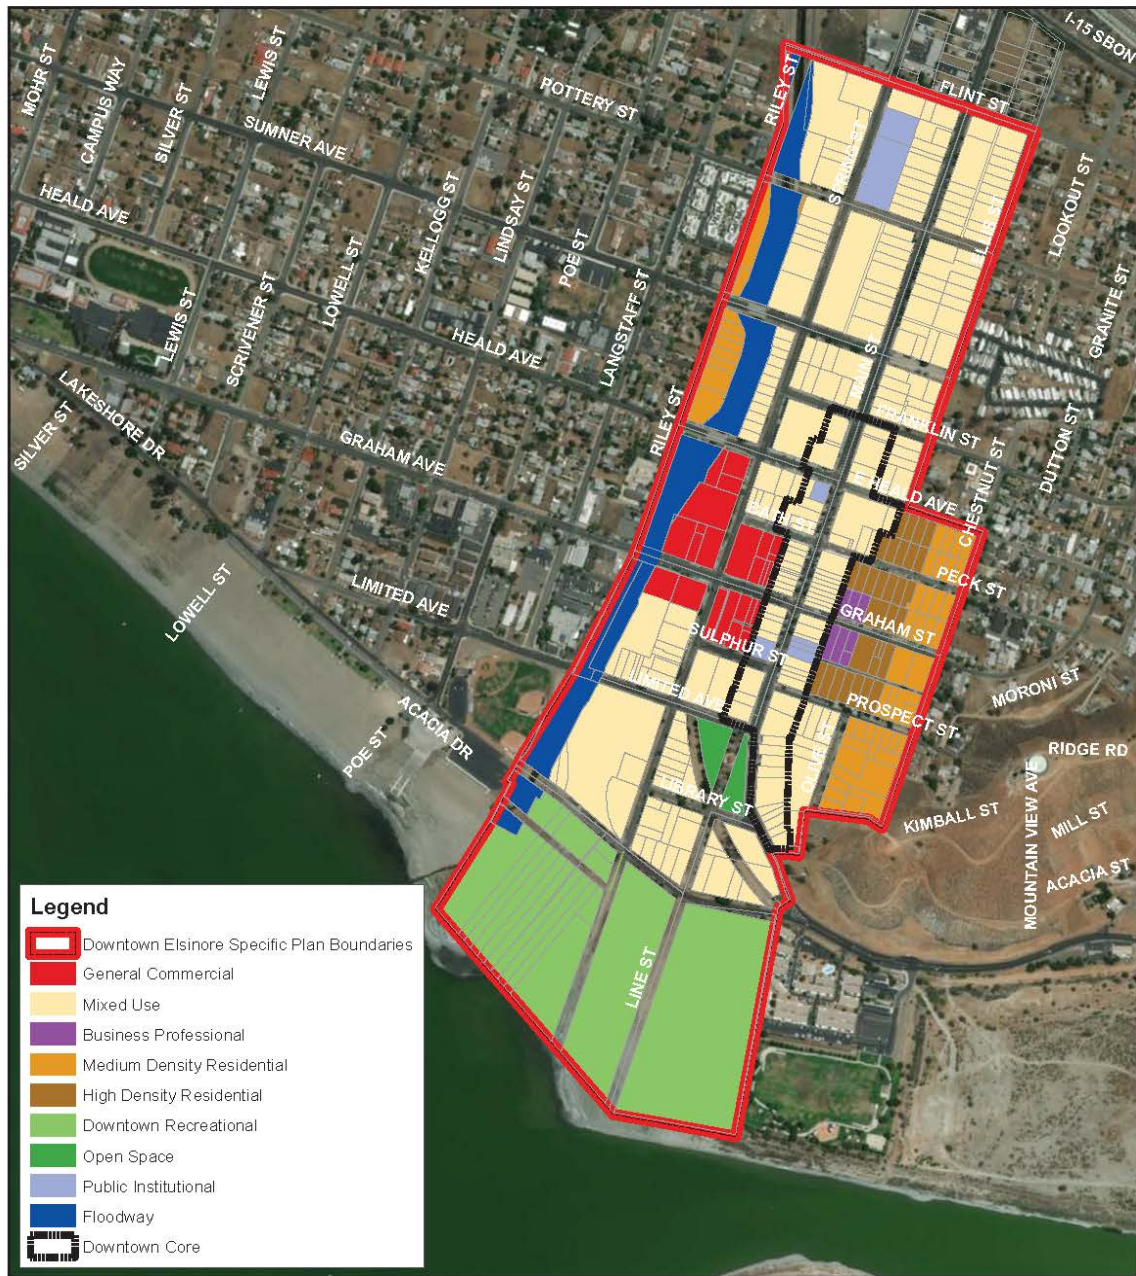 I-15 SBON
MOHR ST
CAMPUS WAY
SILVER ST
LEWIS ST
SUMNER AVE
POTTERY ST
RILEY ST
FLINT ST
SPRING ST
ELLIS ST
LOOKOUT ST
GRANITE ST
HEALD AVE
LEWIS ST
SCRIVENER ST
LOWELL ST
KELLOGG ST
LINDSAY ST
POE ST
LANGSTAFF ST
HEALD AVE
MAIN S
FRANKLIN ST
CHESTNUT ST
DUTTON ST
SILVER ST
LAKESHORE DR
GRAHAM AVE
RILEY ST
E HEALD AVE
PECK ST
LOWELL ST
LIMITED AVE
GRAHAM ST
SULPHUR ST
LIMITED AVE
PROSPECT ST
MORONI ST
RIDGE RD
POE ST
ACACIA DR
LIBRARY ST
KIMBALL ST
MOUNTAIN VIEW AVE
MILL ST
ACACIA ST
LINE ST
Legend
Downtown Elsinore Specific Plan Boundaries
General Commercial
Mixed Use
Business Professional
Medium Density Residential
High Density Residential
Downtown Recreational
Open Space
Public Institutional
Floodway
Downtown Core